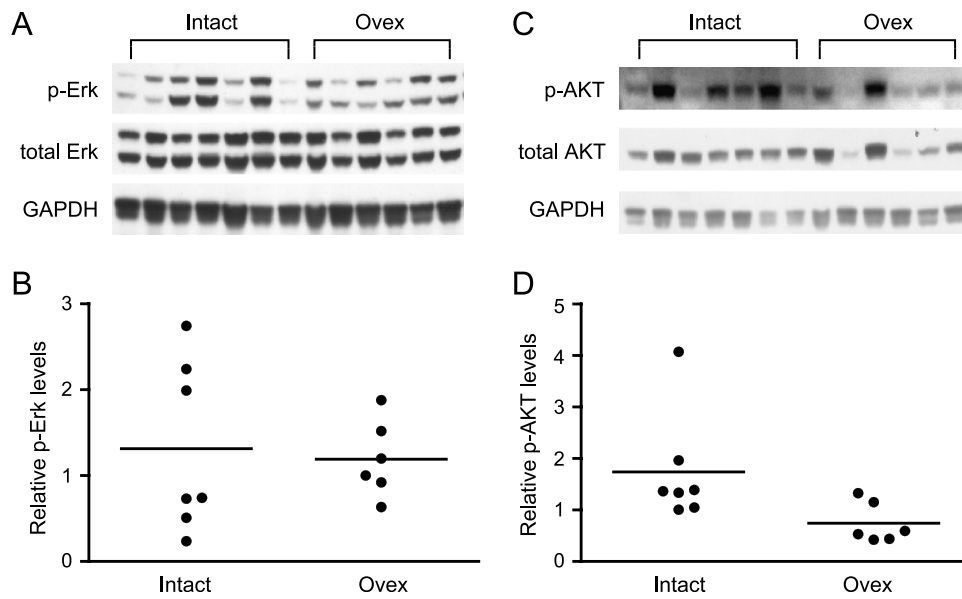 A
Intact
Ovex
p-Erk
total Erk
GAPDH
C
Intact
Ovex
p-AKT
total AKT
GAPDH
B
Relative p-Erk levels
3
2
1
0
Intact
Ovex
D
Relative p-AKT levels
5
4
3
2
1
0
Intact
Ovex